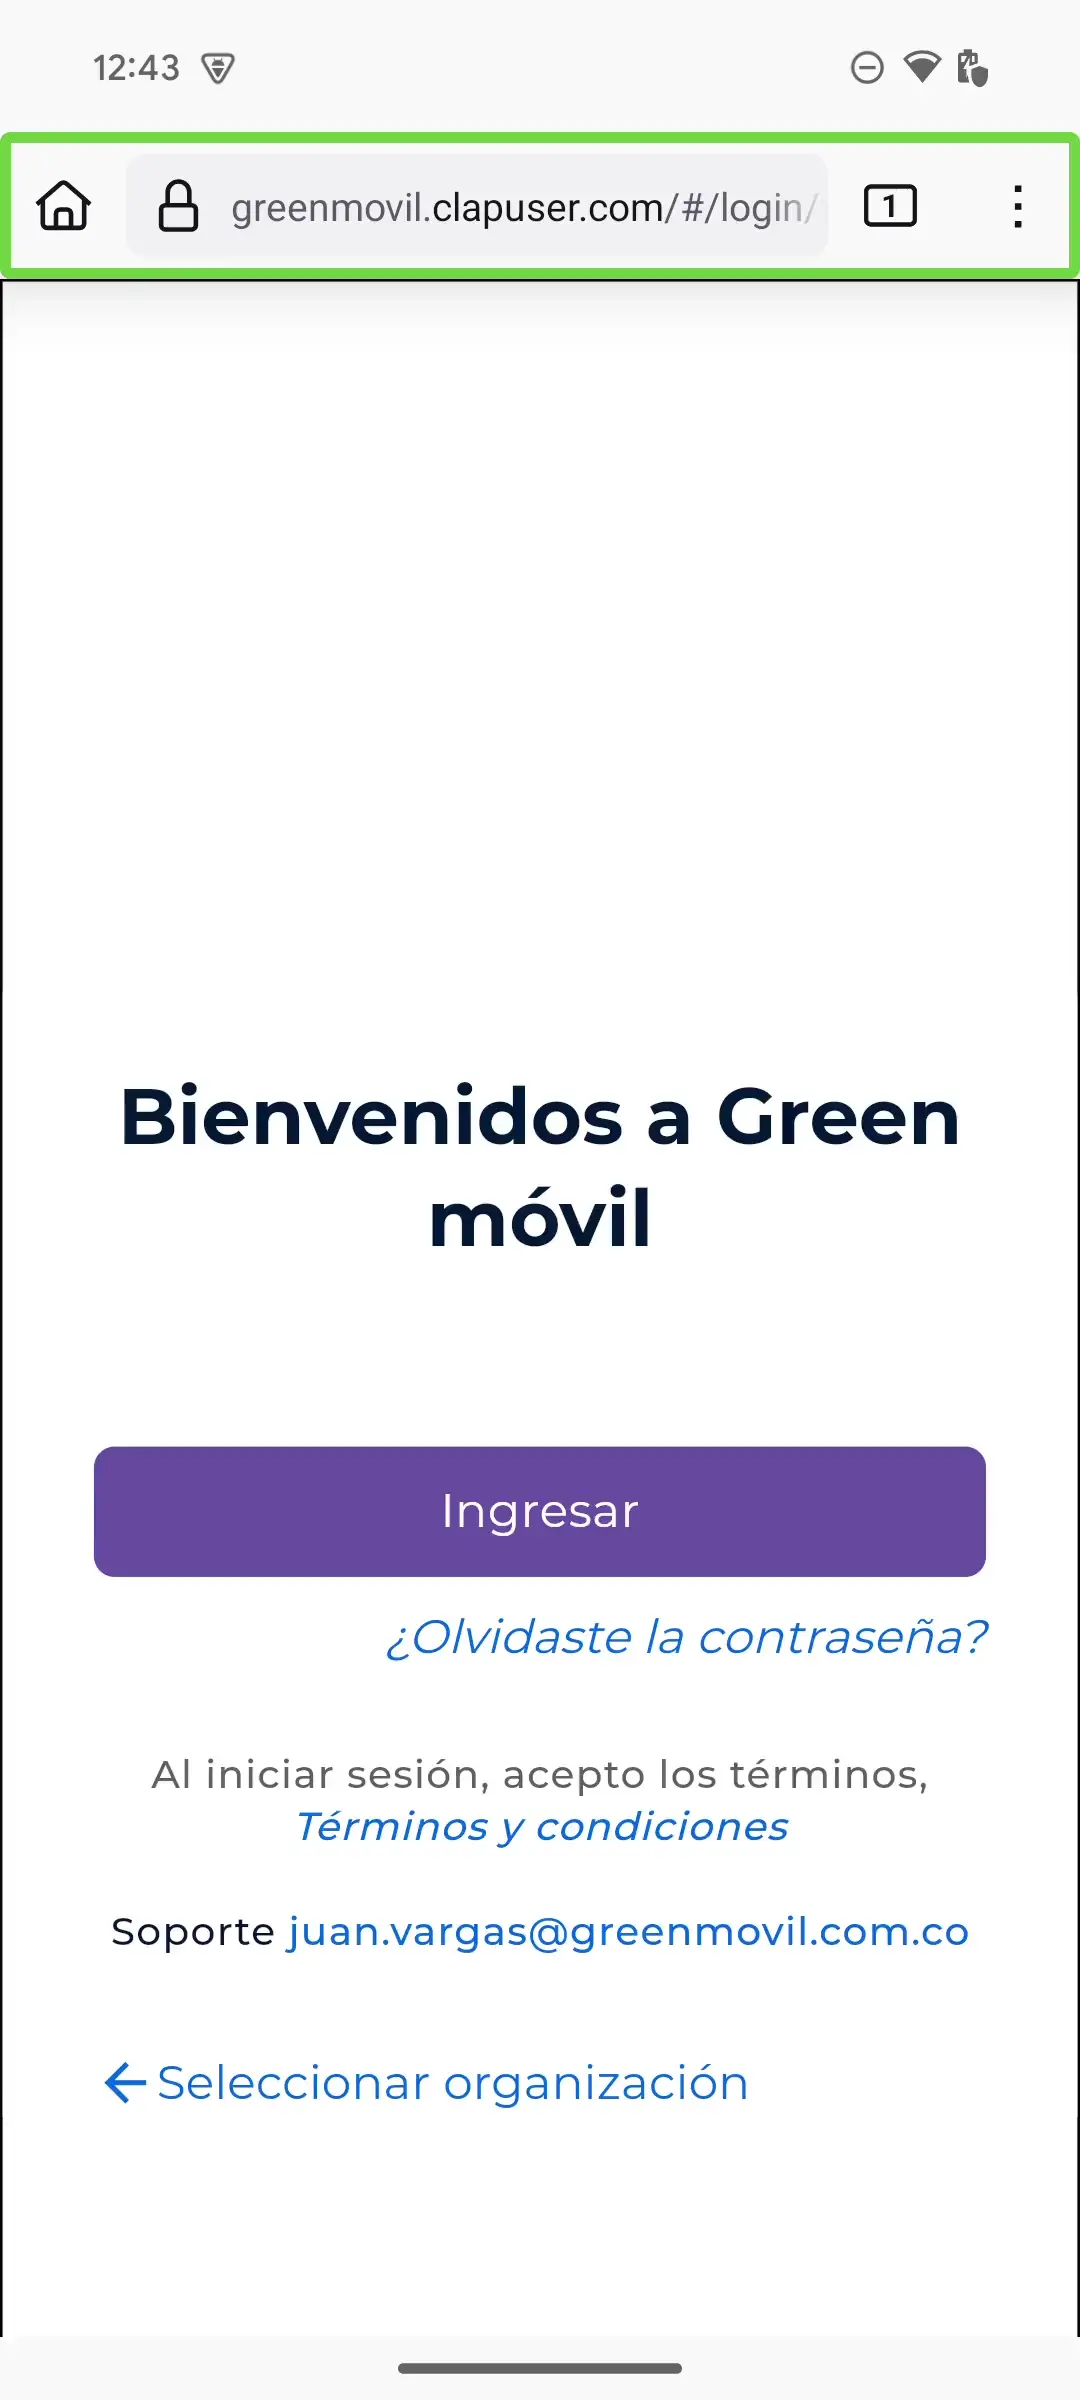 12:43
greenmovil.clapuser.com/#/login/
1
Bienvenidos a Green
móvil
Ingresar
¿Olvidaste la contraseña?
Al iniciar sesión, acepto los términos,
Términos y condiciones
Soporte juan.vargas@greenmovil.com.co
Seleccionar organización